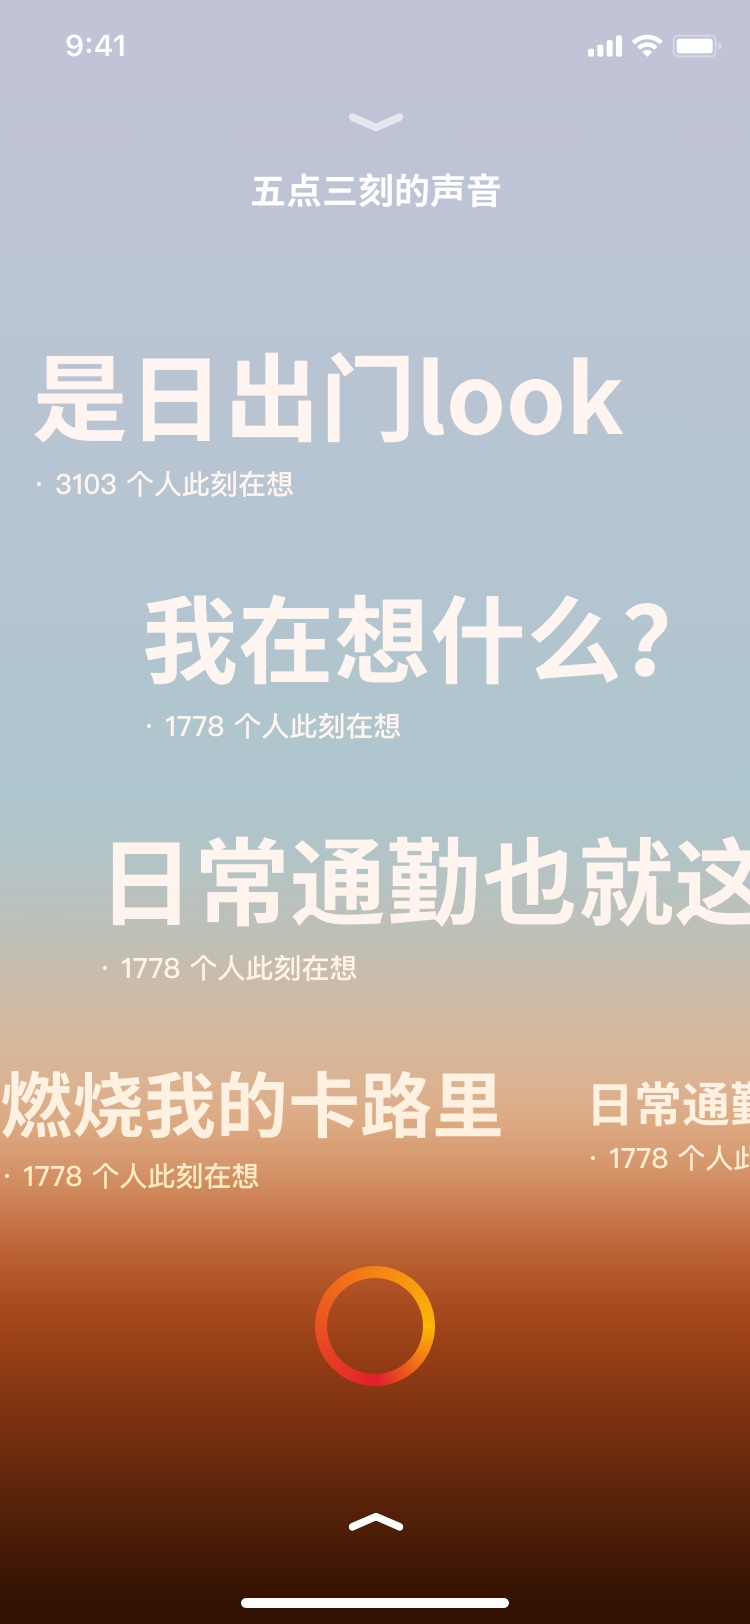 9:41
五点三刻的声音
是日出门look
· 3103 个人此刻在想
我在想什么？
· 1778 个人此刻在想
日常通勤也就这
· 1778 个人此刻在想
燃烧我的卡路里
· 1778 个人此刻在想
日常通勤
· 1778 个人此